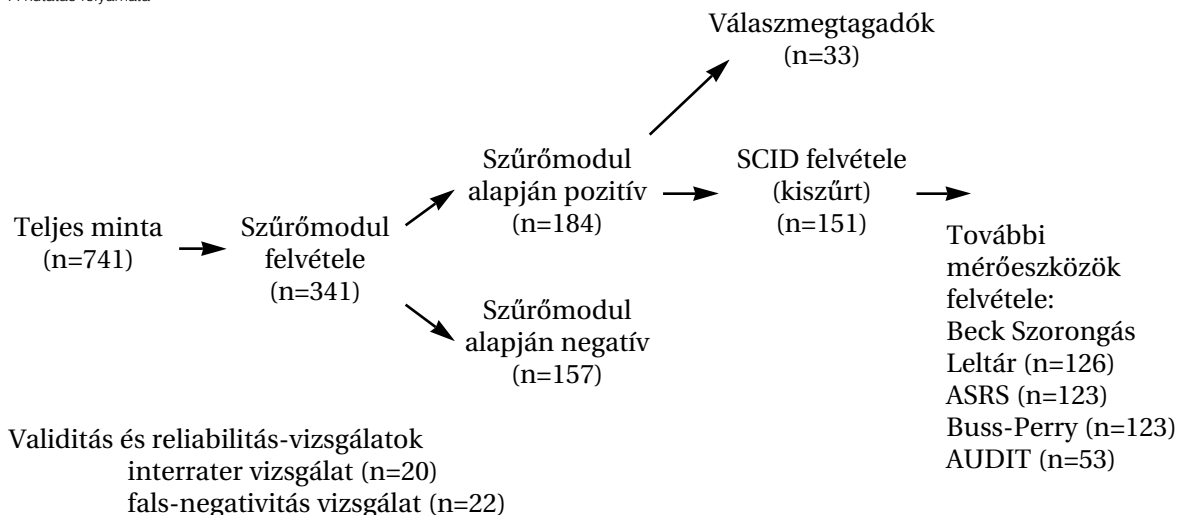 A kutatás folyamata
Válaszmegtagadók
(n=33)
Szűrőmodul
alapján pozitív
(n=184)
SCID felvétele
(kiszűrt)
(n=151)
Teljes minta
(n=741)
Szűrőmodul
felvétele
(n=341)
Szűrőmodul
alapján negatív
(n=157)
További
mérőeszközök
felvétele:
Beck Szorongás
Leltár (n=126)
ASRS (n=123)
Buss-Perry (n=123)
AUDIT (n=53)
Validitás és reliabilitás-vizsgálatok
interrater vizsgálat (n=20)
fals-negativitás vizsgálat (n=22)